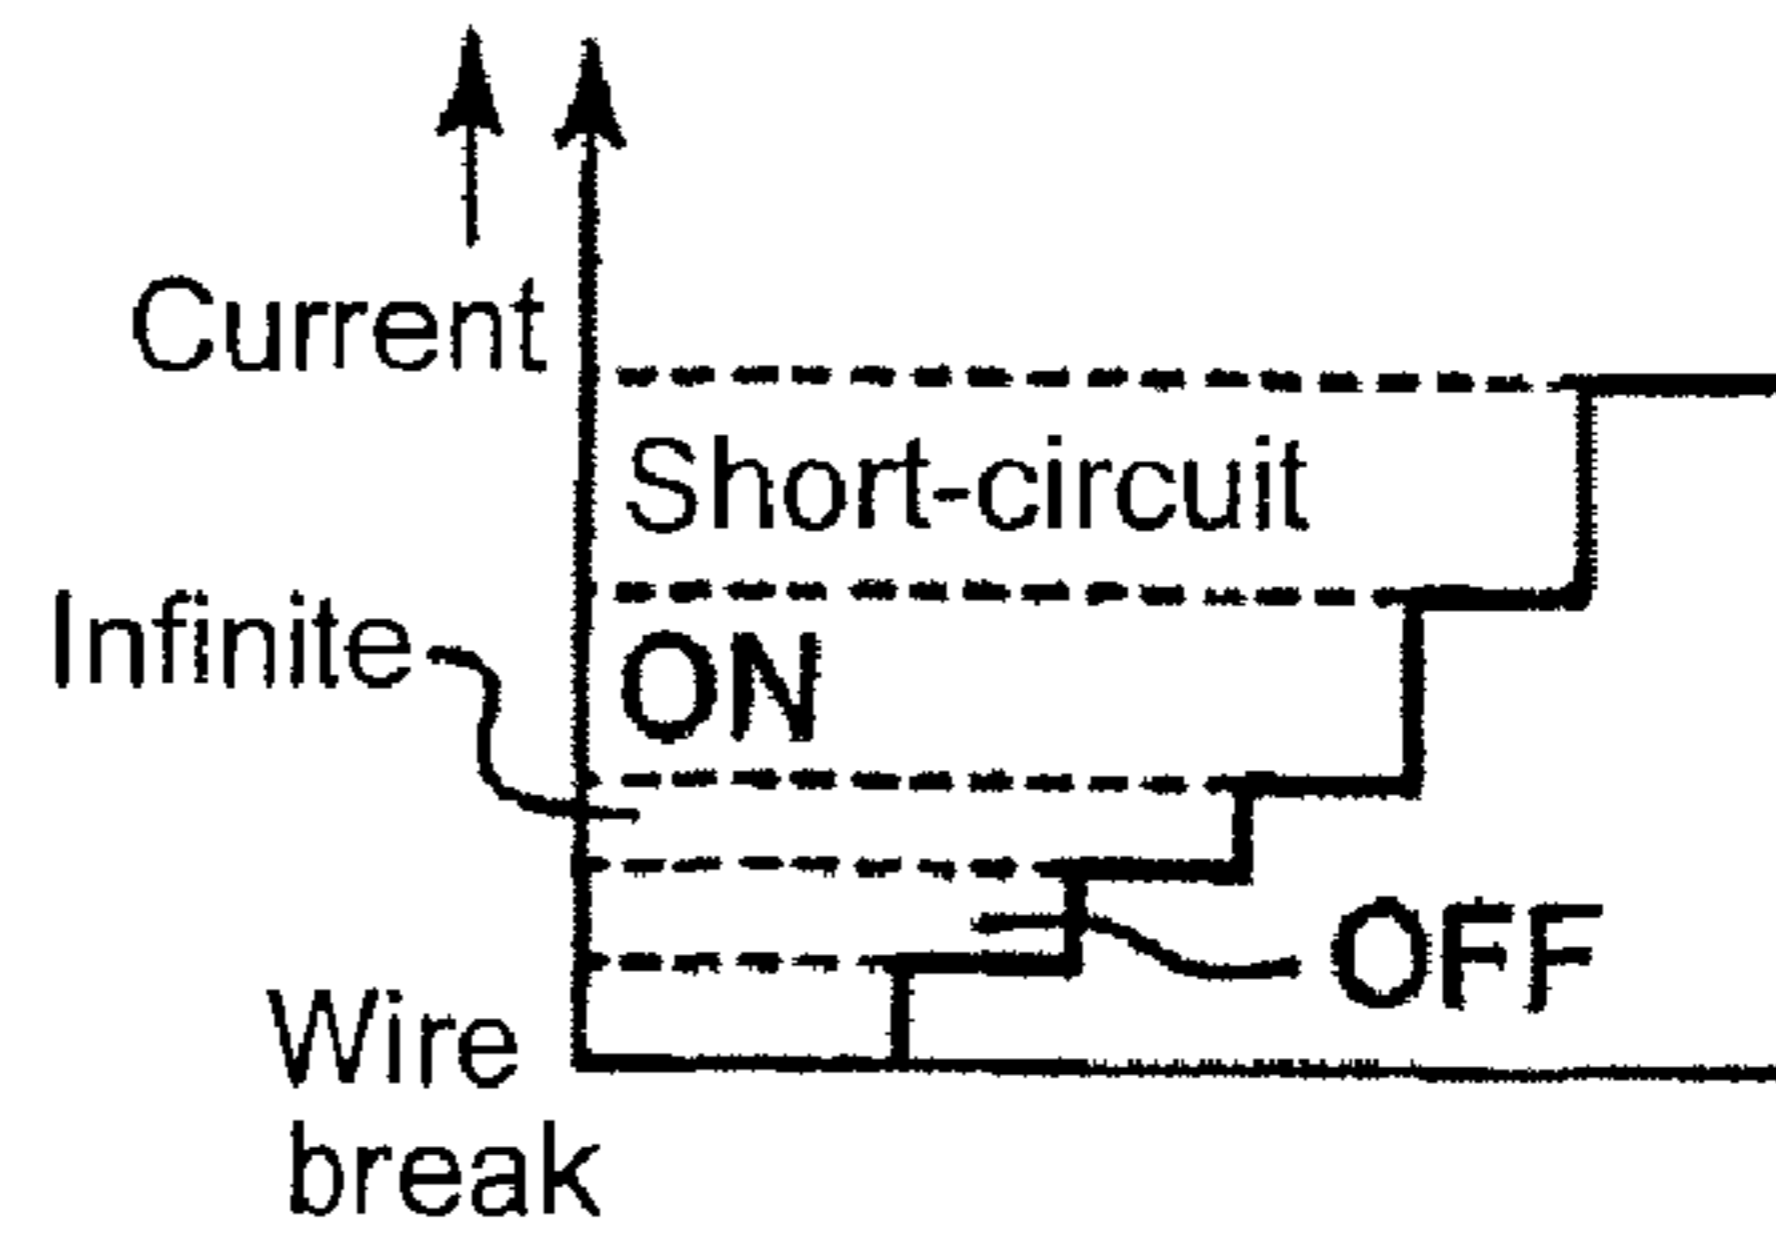 Current
Short-circuit
Infinite
ON
OFF
Wire
break